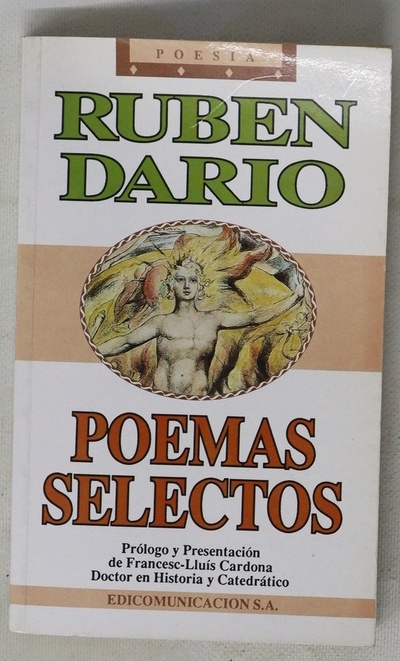 POESIA
RUBEN
DARIO
POEMAS
SELECTOS
Prólogo y Presentación
de Francesc-Lluís Cardona
Doctor en Historia y Catedrático
EDICOMUNICACION S.A.